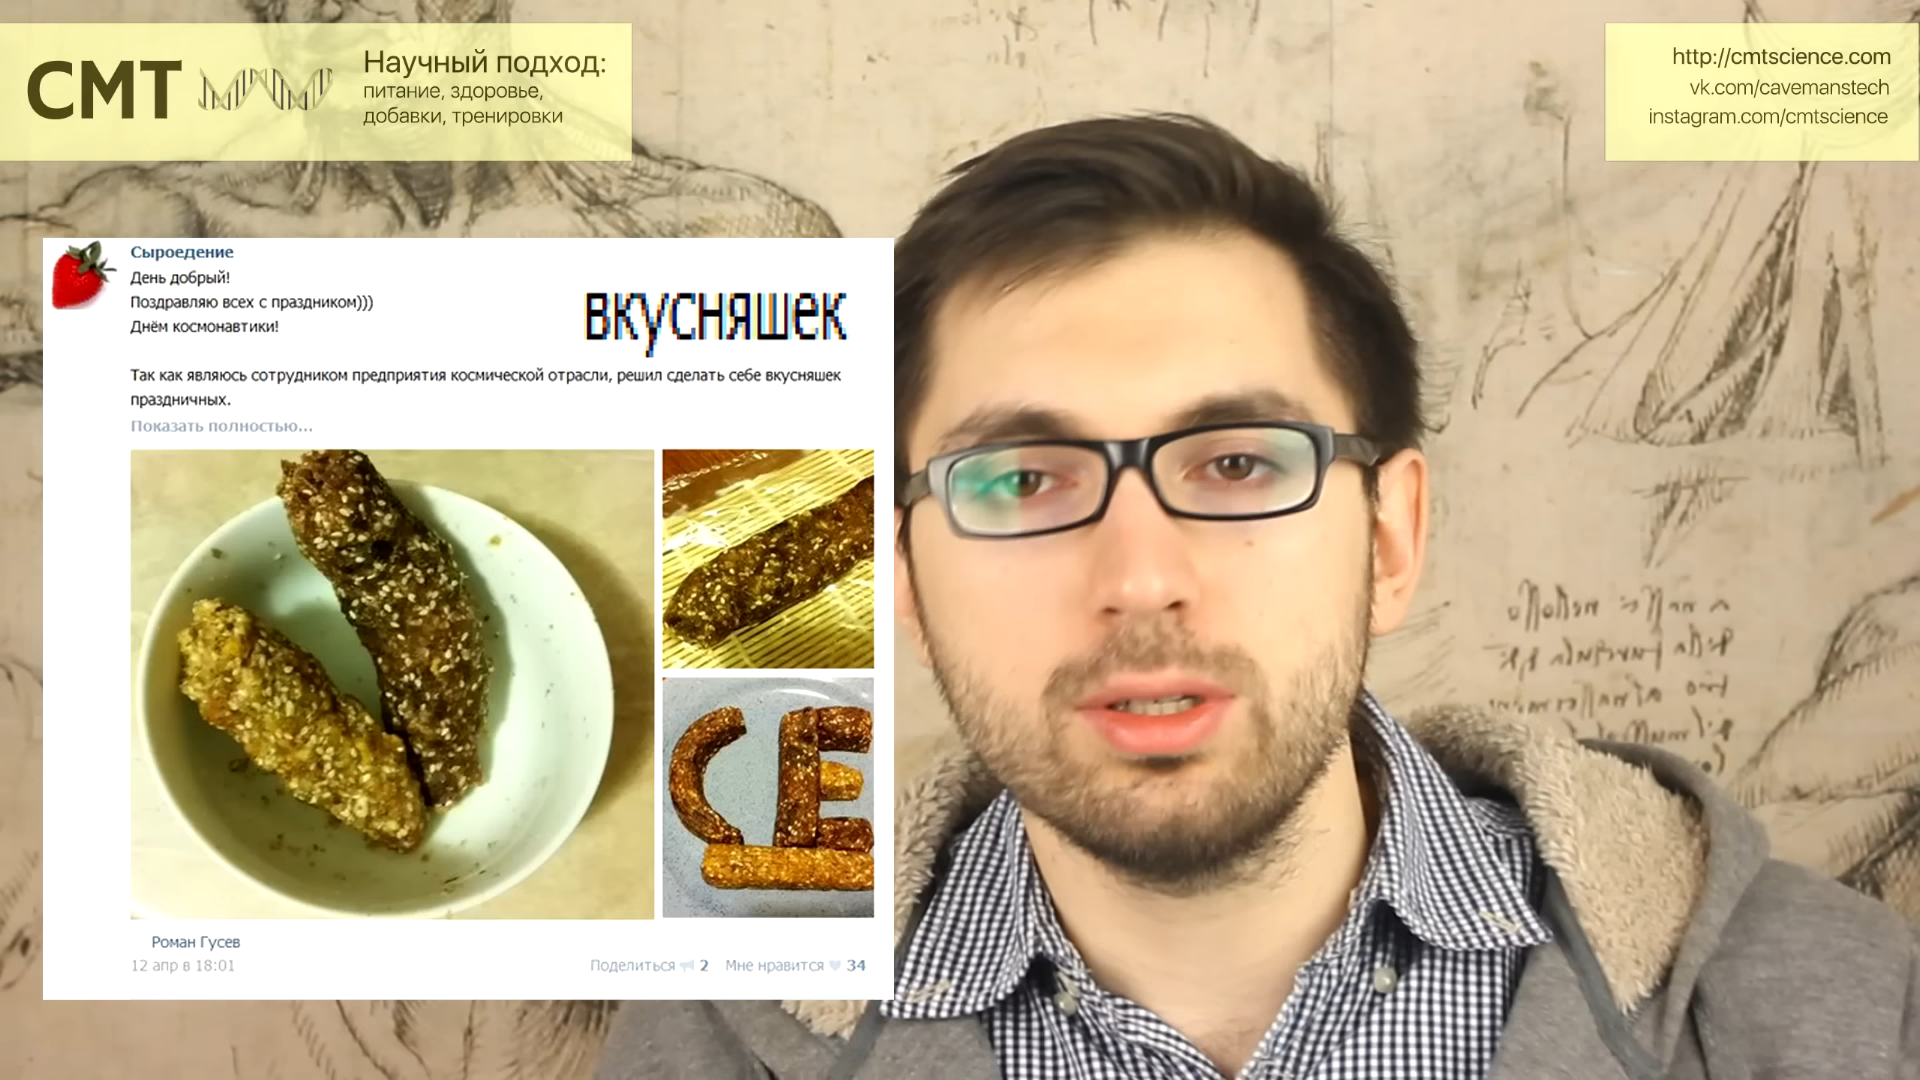 CMT
Научный подход:
питание, здоровье,
добавки, тренировки
http://cmtscience.com
vk.com/cavemanstech
instagram.com/cmtscience
Сыроедение
День добрый!
Поздравляю всех с праздником)))
Днём космонавтики!
вкусняшек
Так как являюсь сотрудником предприятия космической отрасли, решил сделать себе вкусняшек
праздничных.
Показать полностью...
Роман Гусев
12 апр в 18:01
Поделиться 2 Мне нравится 34